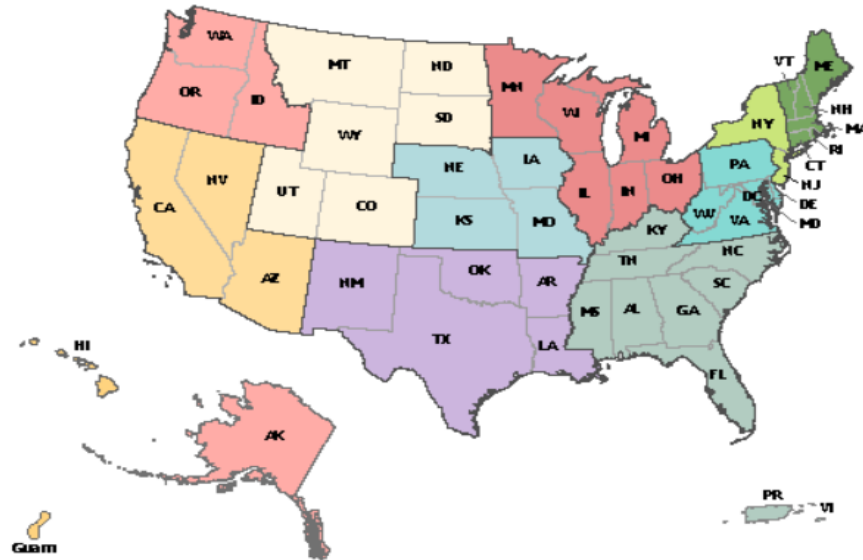 WA
MT
ND
MN
VT
ME
OR
ID
WI
MI
NY
NH
MA
SD
WY
RI
CT
NE
IA
PA
NJ
NV
UT
CO
IL
IN
OH
DC
DE
CA
KS
MO
WV
VA
MD
KY
AZ
NM
OK
AR
TN
NC
SC
TX
MS
AL
GA
LA
HI
FL
AK
PR
VI
Guam